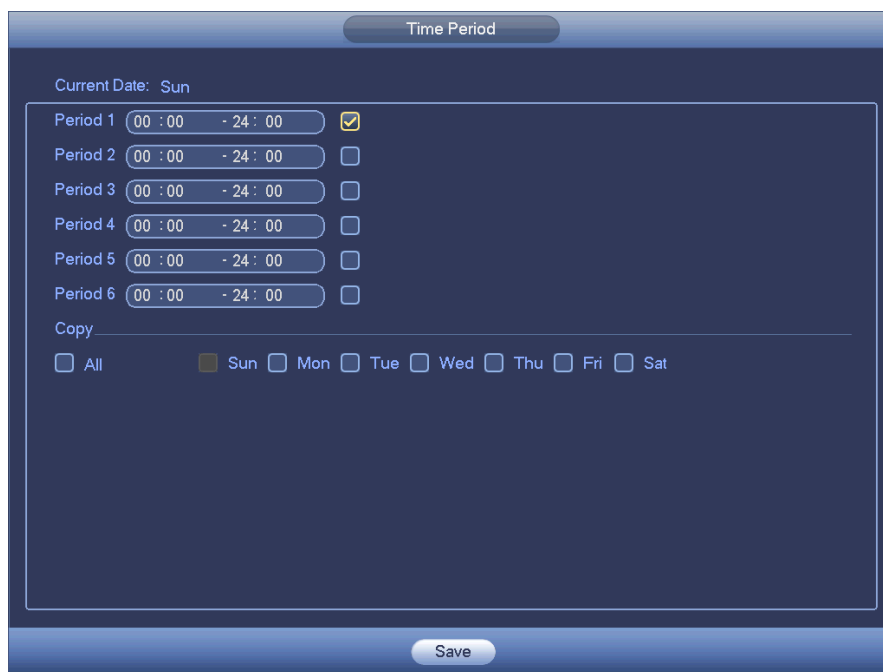 Time Period
Current Date: Sun
Period 1 00 : 00 - 24 : 00
Period 2 00 : 00 - 24 : 00
Period 3 00 : 00 - 24 : 00
Period 4 00 : 00 - 24 : 00
Period 5 00 : 00 - 24 : 00
Period 6 00 : 00 - 24 : 00
Copy
All Sun Mon Tue Wed Thu Fri Sat
Save